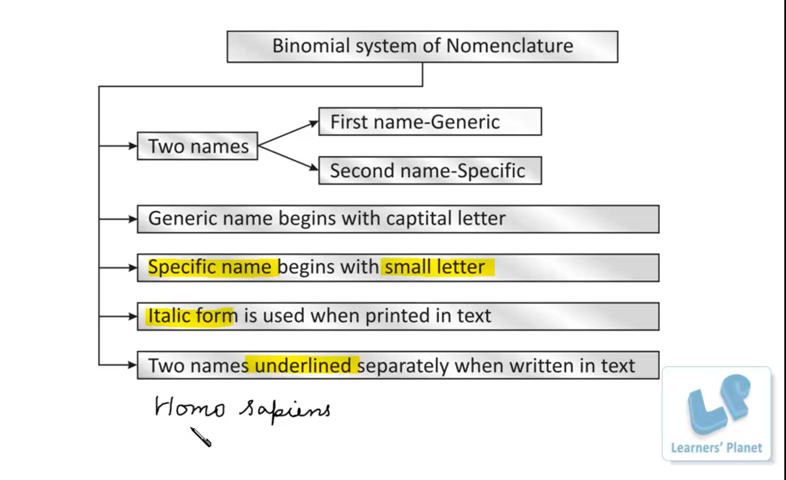 Binomial system of Nomenclature
First name-Generic
Two names
Second name-Specific
Generic name begins with captital letter
Specific name begins with small letter
Italic form is used when printed in text
Two names underlined separately when written in text
Homo sapiens
LP
Learners' Planet